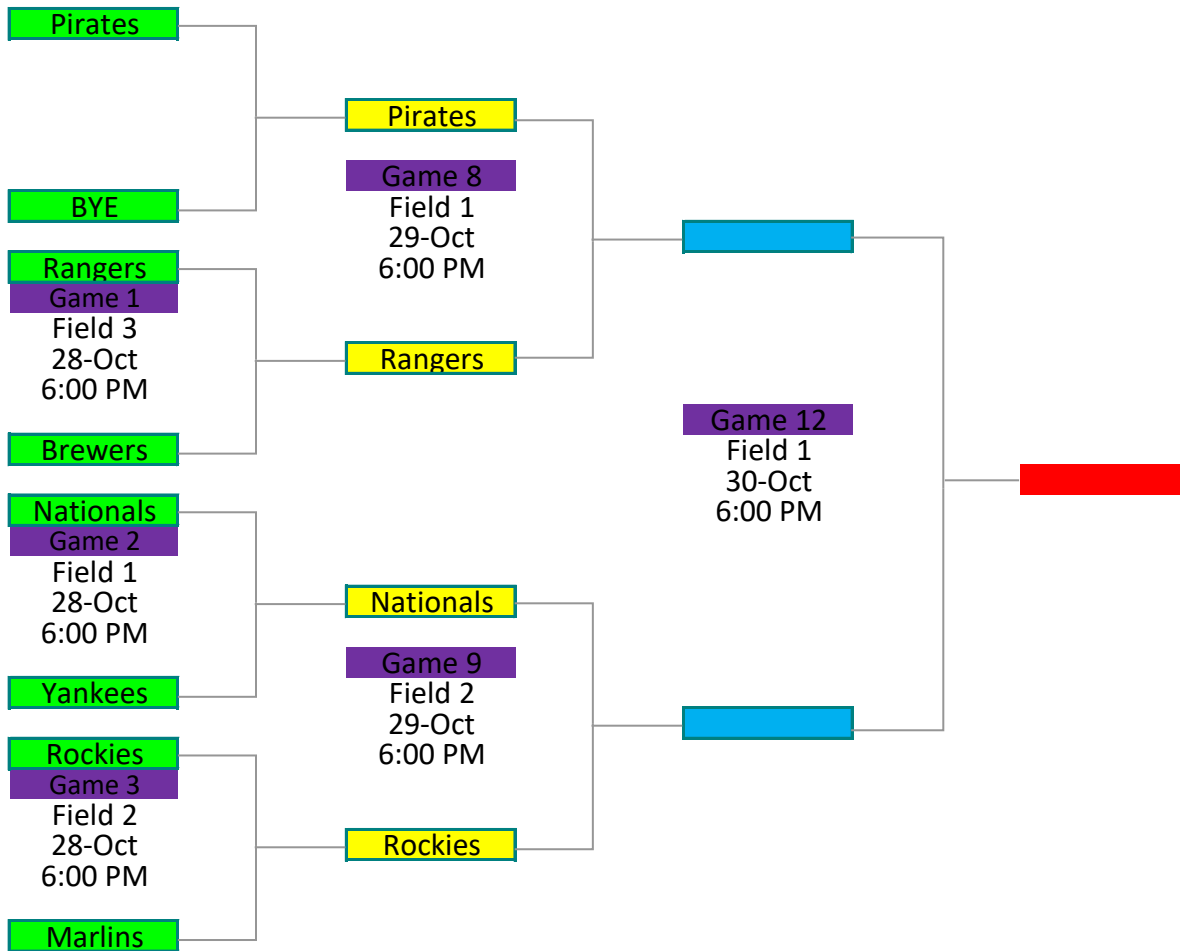 Pirates
BYE
Rangers
Game 1
Field 3
28-Oct
6:00 PM
Brewers
Nationals
Game 2
Field 1
28-Oct
6:00 PM
Yankees
Rockies
Game 3
Field 2
28-Oct
6:00 PM
Marlins
Pirates
Game 8
Field 1
29-Oct
6:00 PM
Rangers
Nationals
Game 9
Field 2
29-Oct
6:00 PM
Rockies
Game 12
Field 1
30-Oct
6:00 PM